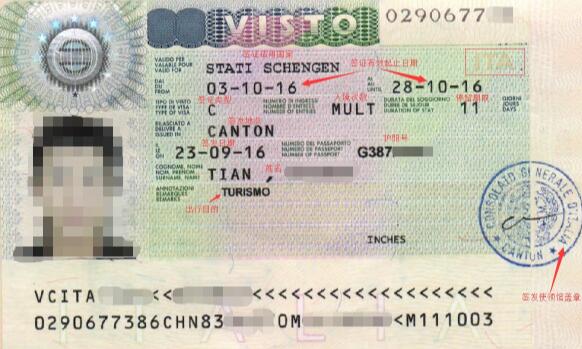 VISTO
0290677
签证适用国家
签证有效起止日期
ITA
VALIDO PER
VALABLE POUR
VALID FOR
STATI SCHENGEN
DAL
DU
FROM
03-10-16
AL
AU
UNTIL
28-10-16
签证类型
入境次数
停留期限
TIPO DI VISTO
TYPE DE VISA
TYPE OF VISA
C
NUMERO DI INGRESSI
NOMBRE D'ENTRÉES
NUMBER OF ENTRIES
MULT
DURATA DEL SOGGIORNO
DURÉE DE SÉJOUR
DURATION OF STAY
11
GIORNI
JOURS
DAYS
签发地址
RILASCIATO A
DÉLIVRÉ À
ISSUED IN
CANTON
签发日期
护照号
IL
LE
ON
23-09-16
NUMERO DEL PASSAPORTO
NUMÉRO DU PASSEPORT
NUMBER OF PASSPORT
G387
COGNOME, NOME
NOM, PRÉNOM
SURNAME, NAME
姓名
TIAN ,
ANNOTAZIONI
REMARQUES
REMARKS
TURISMO
出行目的
INCHES
CONSOLATO GENERALE D'ITALIA
CANTON
签发使领馆盖章
VCITA <<
<<<<<<<<<<<<<<<<<<
0290677386CHN83 OM <M111003